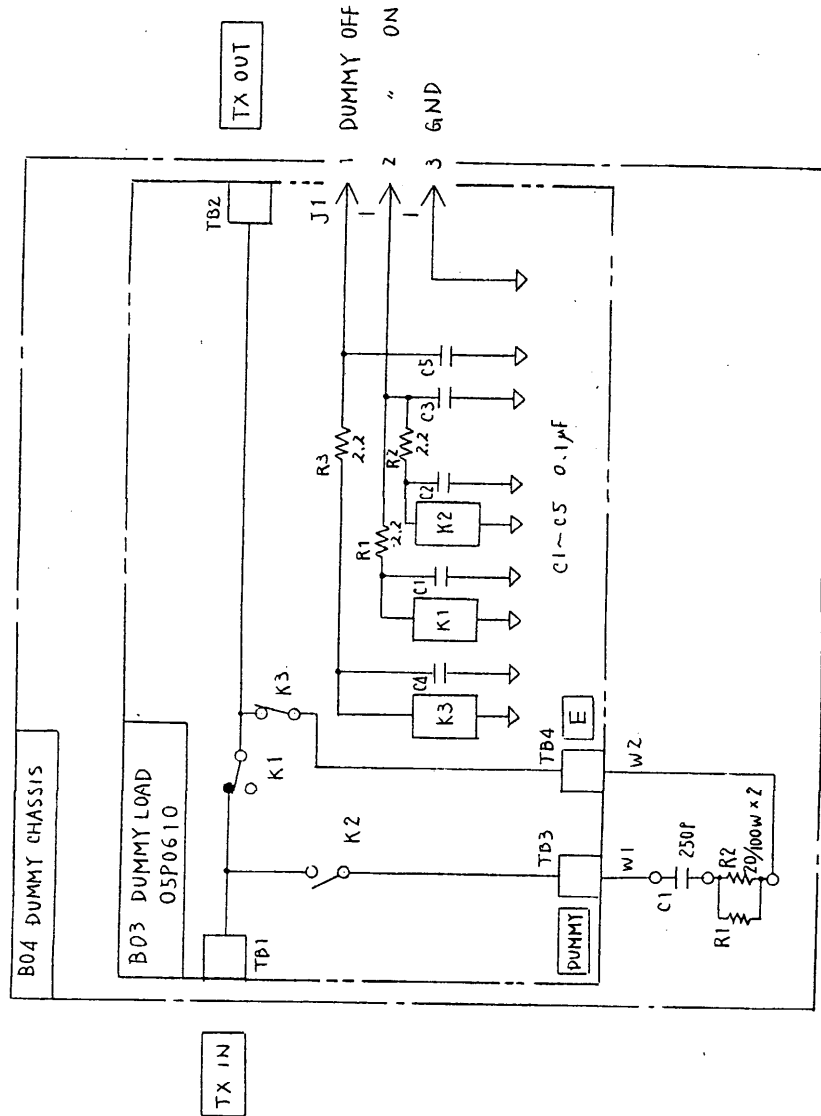 B04 DUMMY CHASSIS
B03 DUMMY LOAD
05P0610
TX IN
TB1
TB2
TX OUT
K1
K2
K3
J1
1 DUMMY OFF
2 〃 ON
3 GND
R3
2.2
R1
2.2
R2
2.2
K3
C4
K1
C1
K2
C2
C3
C5
C1~C5 0.1μF
DUMMY
TB3
TB4
E
W1
W2
C1
250P
R1
R2
20/100W×2